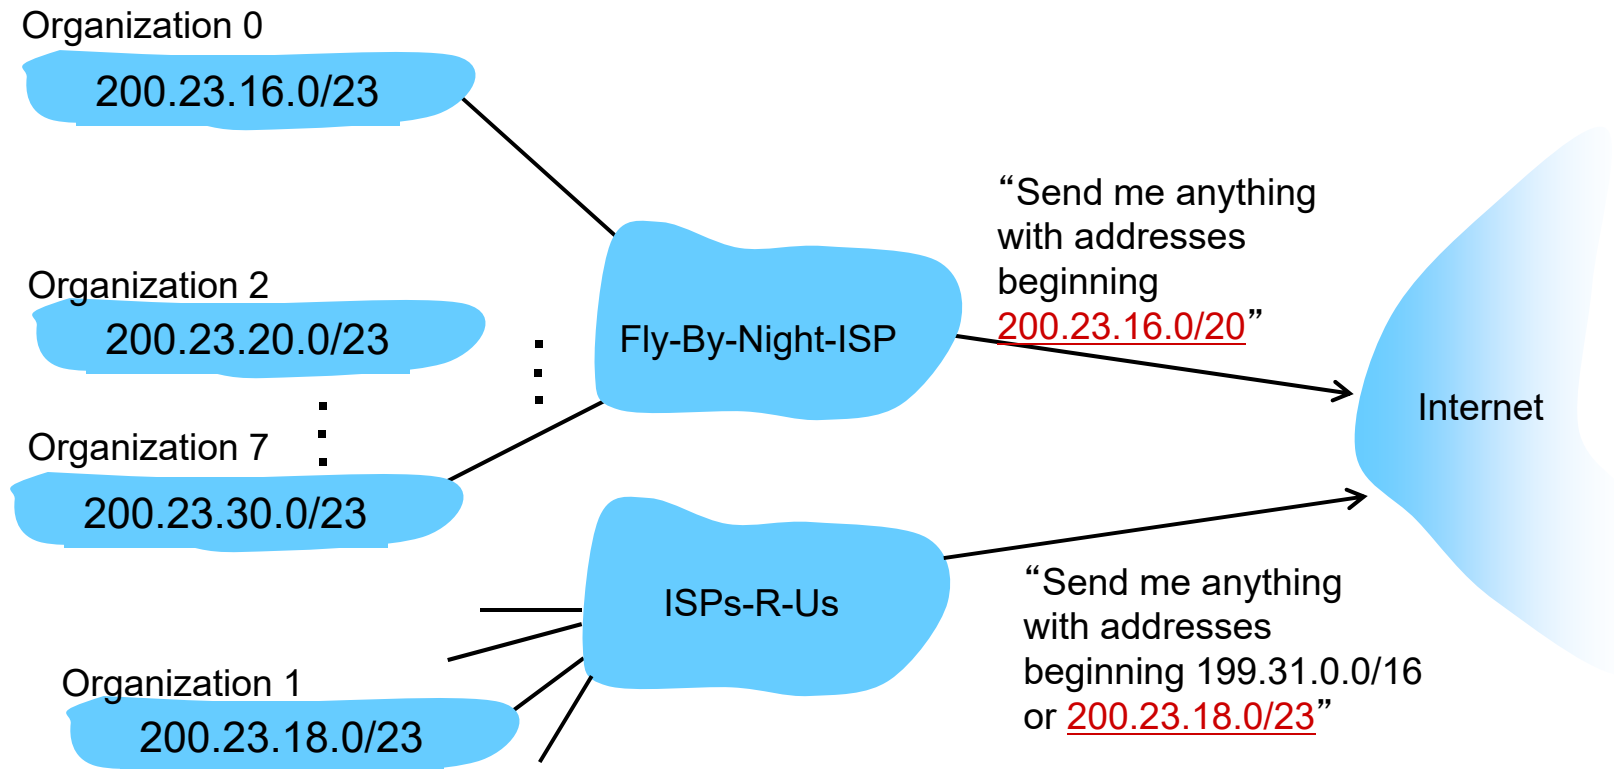 Organization 0
200.23.16.0/23
Organization 2
200.23.20.0/23
Organization 7
200.23.30.0/23
Fly-By-Night-ISP
“Send me anything
with addresses
beginning
200.23.16.0/20”
Internet
ISPs-R-Us
Organization 1
200.23.18.0/23
“Send me anything
with addresses
beginning 199.31.0.0/16
or 200.23.18.0/23”